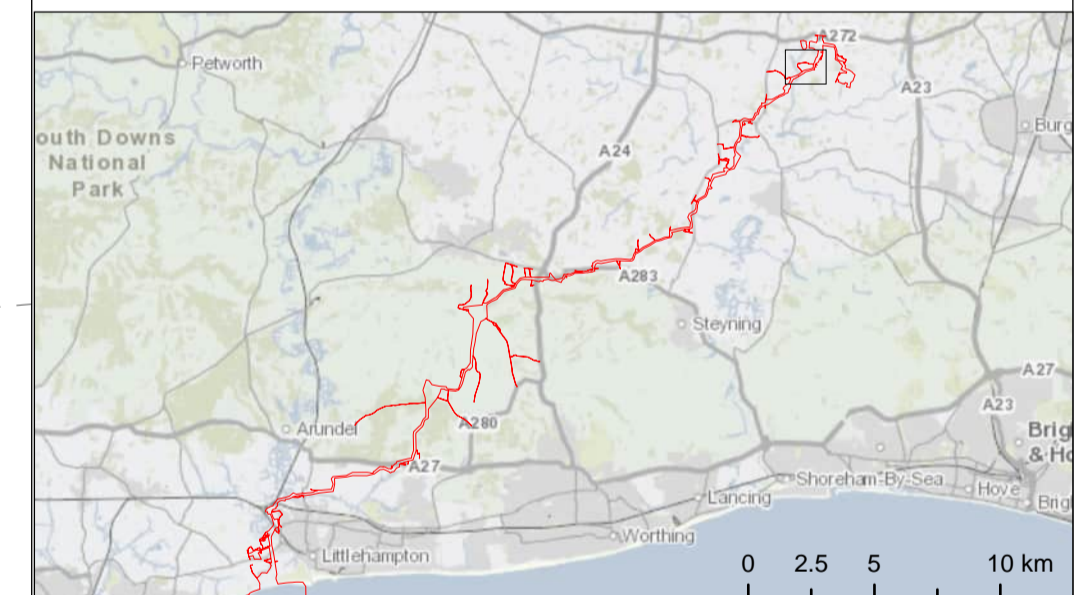 A272
Petworth
A23
Burg
outh Downs
National
Park
A24
A283
Steyning
A27
A23
Arundel
A280
Brig
& Ho
A27
Shoreham-By-Sea
Hove
Lancing
Brig
Worthing
Littlehampton
0 2.5 5 10 km